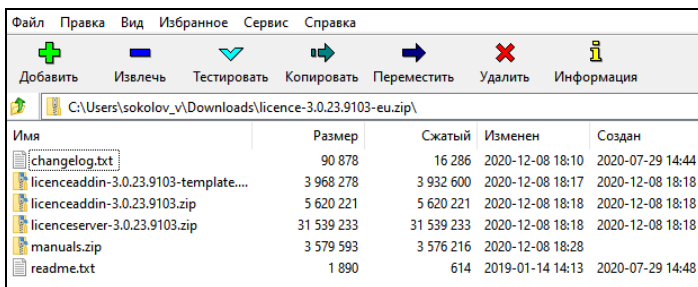 Файл Правка Вид Избранное Сервис Справка
Добавить Извлечь Тестировать Копировать Переместить Удалить Информация
C:\Users\sokolov_v\Downloads\licence-3.0.23.9103-eu.zip\
Имя Размер Сжатый Изменен Создан
changelog.txt 90 878 16 286 2020-12-08 18:10 2020-07-29 14:44
licenceaddin-3.0.23.9103-template.... 3 968 278 3 932 600 2020-12-08 18:17 2020-12-08 18:18
licenceaddin-3.0.23.9103.zip 5 620 221 5 620 221 2020-12-08 18:18 2020-12-08 18:18
licenceserver-3.0.23.9103.zip 31 539 233 31 539 233 2020-12-08 18:18 2020-12-08 18:18
manuals.zip 3 579 593 3 576 216 2020-12-08 18:28
readme.txt 1 890 614 2019-01-14 14:13 2020-07-29 14:48